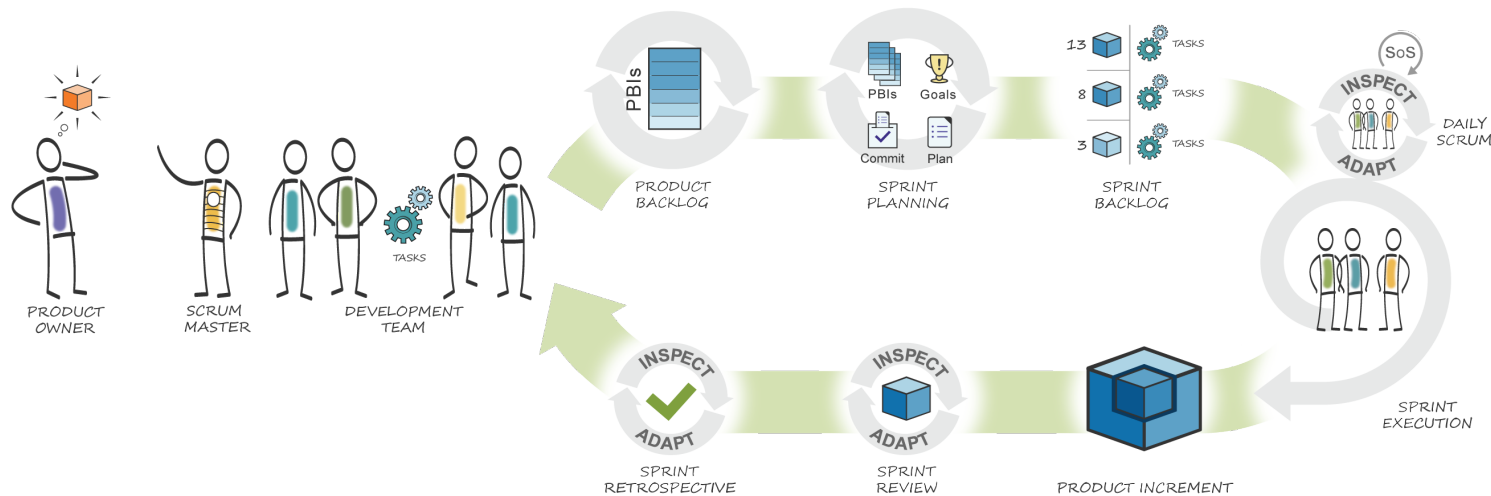 PRODUCT
OWNER
SCRUM
MASTER
TASKS
DEVELOPMENT
TEAM
PBIs
PRODUCT
BACKLOG
PBIs
Goals
Commit
Plan
SPRINT
PLANNING
13
TASKS
8
TASKS
3
TASKS
SPRINT
BACKLOG
SoS
INSPECT
ADAPT
DAILY
SCRUM
SPRINT
EXECUTION
PRODUCT INCREMENT
INSPECT
ADAPT
SPRINT
REVIEW
INSPECT
ADAPT
SPRINT
RETROSPECTIVE